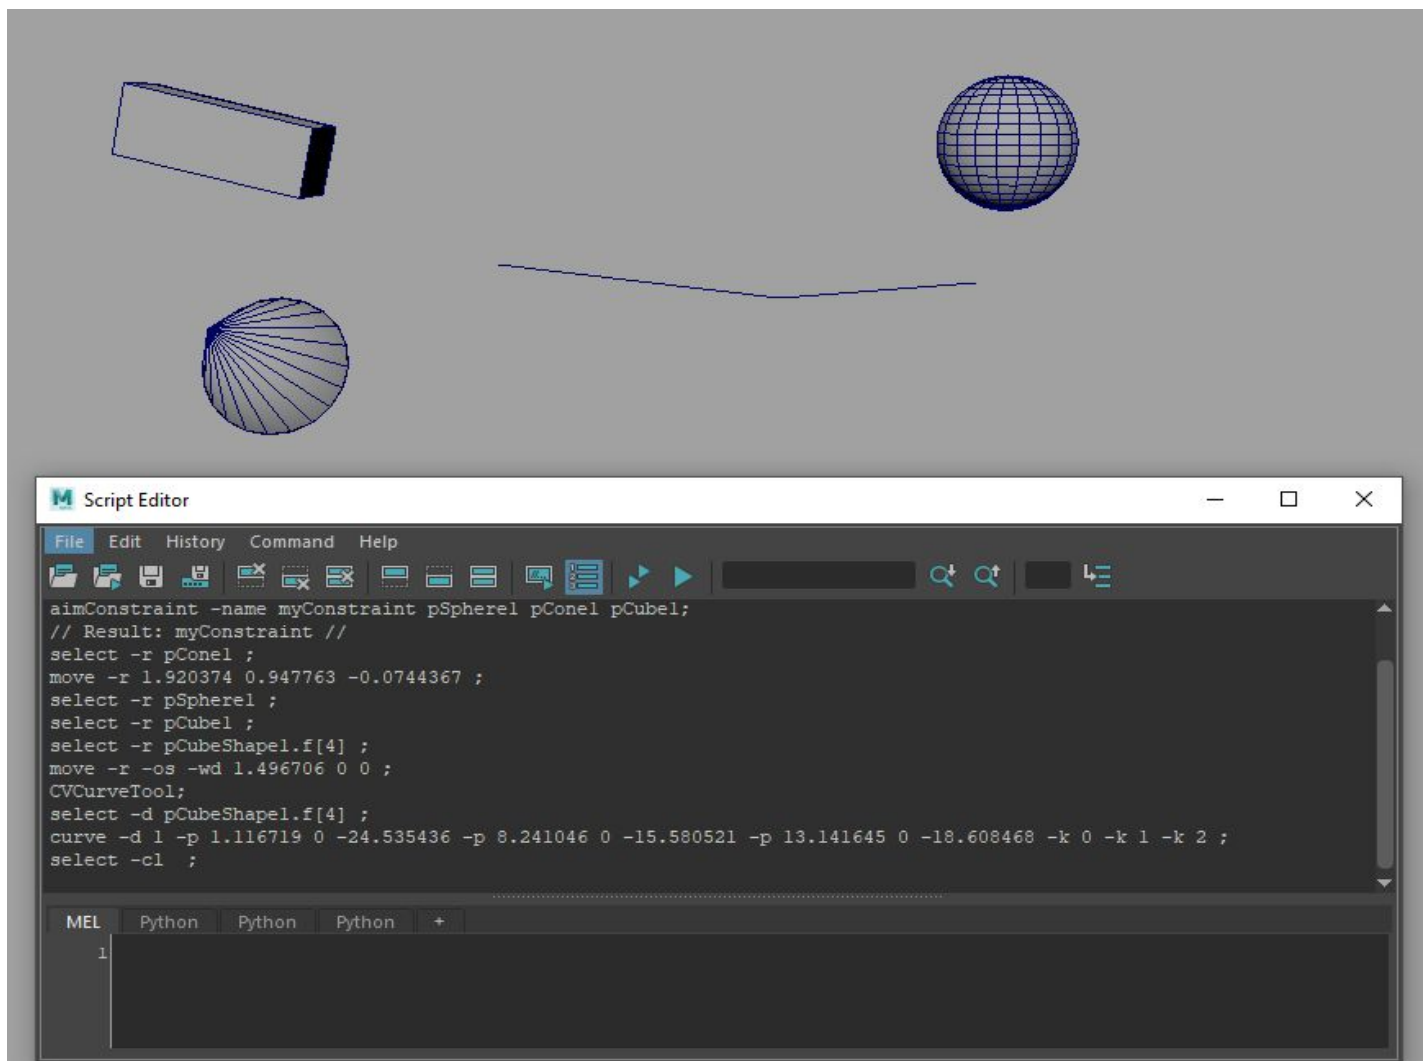 Script Editor
File Edit History Command Help
aimConstraint -name myConstraint pSphere1 pCone1 pCube1;
// Result: myConstraint //
select -r pCone1 ;
move -r 1.920374 0.947763 -0.0744367 ;
select -r pSphere1 ;
select -r pCube1 ;
select -r pCubeShape1.f[4] ;
move -r -os -wd 1.496706 0 0 ;
CVCurveTool;
select -d pCubeShape1.f[4] ;
curve -d 1 -p 1.116719 0 -24.535436 -p 8.241046 0 -15.580521 -p 13.141645 0 -18.608468 -k 0 -k 1 -k 2 ;
select -cl  ;
MEL Python Python Python +
1